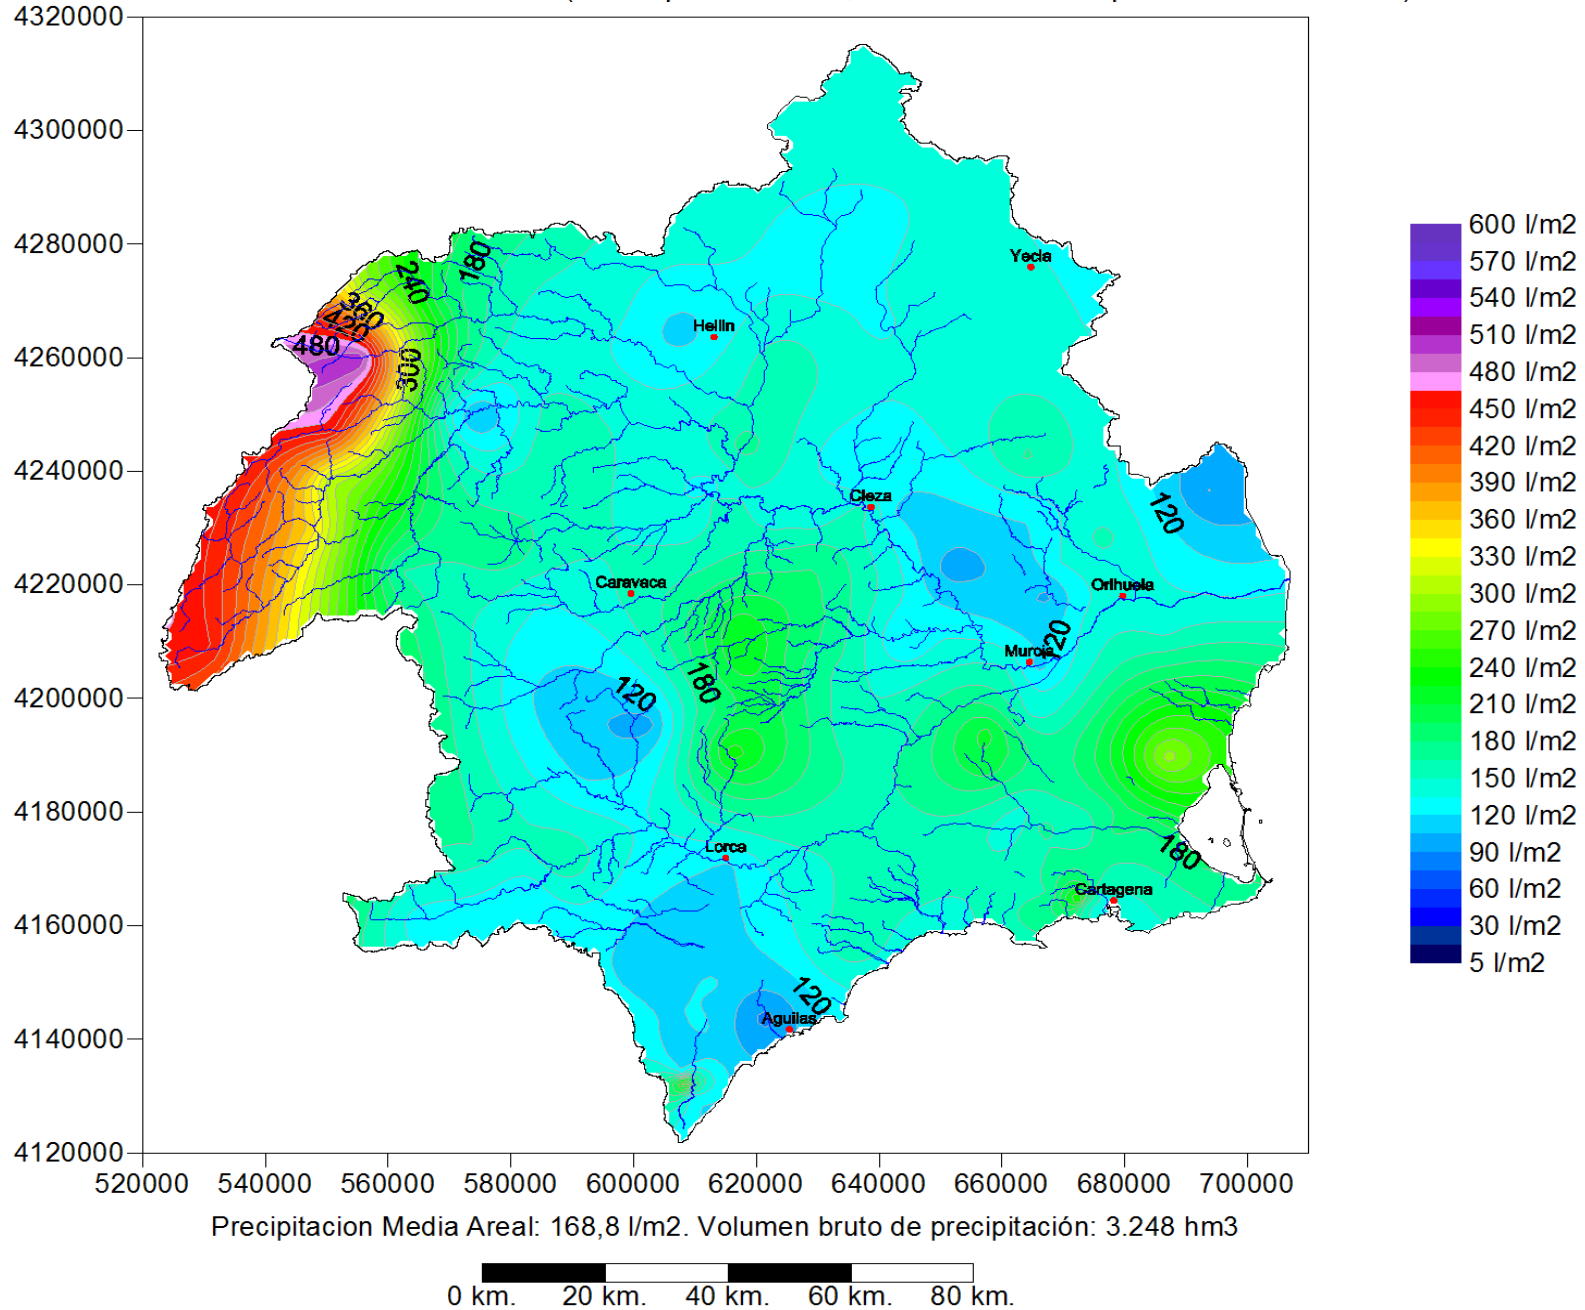 4320000
4300000
4280000
4260000
4240000
4220000
4200000
4180000
4160000
4140000
4120000
520000 540000 560000 580000 600000 620000 640000 660000 680000 700000
240
180
360
420
480
300
Yecla
Hellin
Cieza
120
Caravaca
Orihuela
120
Murcia
180
120
Lorca
180
Cartagena
120
Aguilas
600 l/m2
570 l/m2
540 l/m2
510 l/m2
480 l/m2
450 l/m2
420 l/m2
390 l/m2
360 l/m2
330 l/m2
300 l/m2
270 l/m2
240 l/m2
210 l/m2
180 l/m2
150 l/m2
120 l/m2
90 l/m2
60 l/m2
30 l/m2
5 l/m2
Precipitacion Media Areal: 168,8 l/m2. Volumen bruto de precipitación: 3.248 hm3
0 km. 20 km. 40 km. 60 km. 80 km.